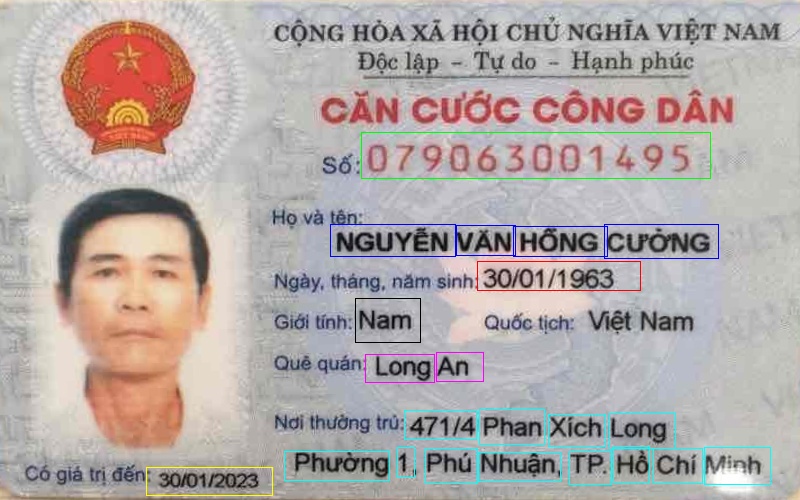 CỘNG HÒA XÃ HỘI CHỦ NGHĨA VIỆT NAM
Độc lập - Tự do - Hạnh phúc
CĂN CƯỚC CÔNG DÂN
Số: 079063001495
Họ và tên:
NGUYỄN VĂN HỒNG CƯỜNG
Ngày, tháng, năm sinh: 30/01/1963
Giới tính: Nam Quốc tịch: Việt Nam
Quê quán: Long An
Nơi thường trú: 471/4 Phan Xích Long
Phường 1, Phú Nhuận, TP. Hồ Chí Minh
Có giá trị đến: 30/01/2023